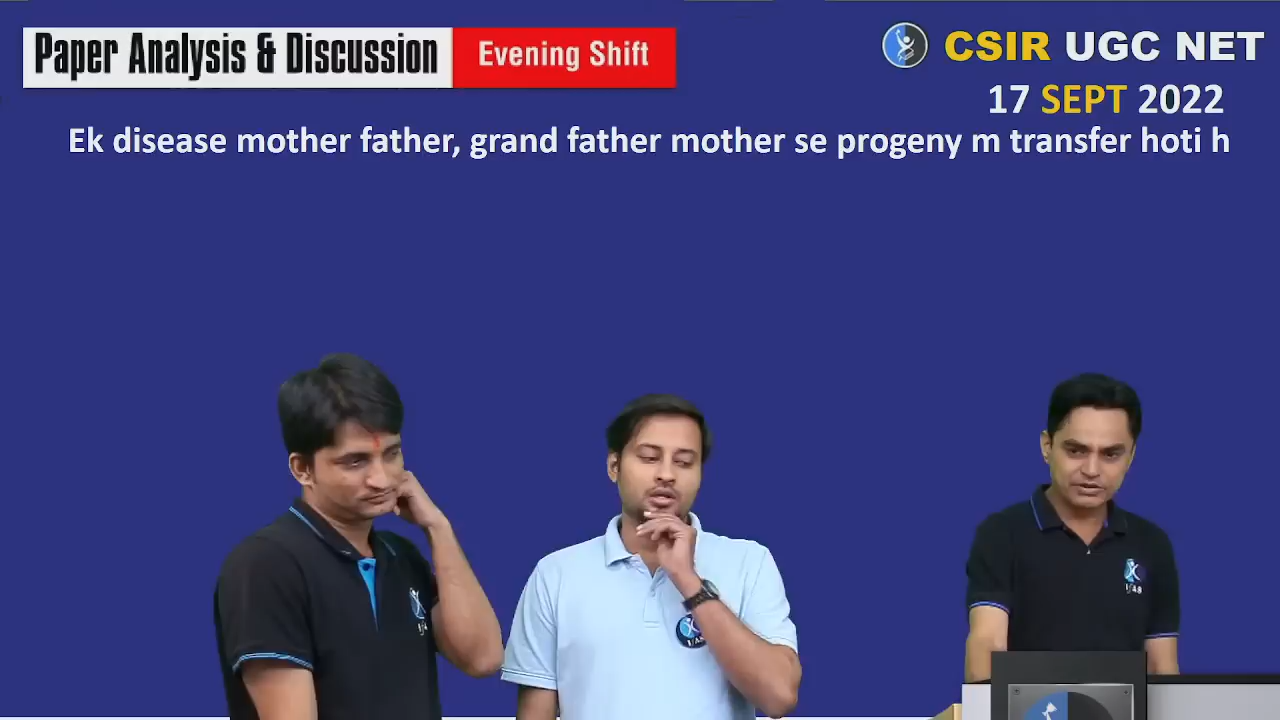 Paper Analysis & Discussion Evening Shift
CSIR UGC NET
17 SEPT 2022
Ek disease mother father, grand father mother se progeny m transfer hoti h